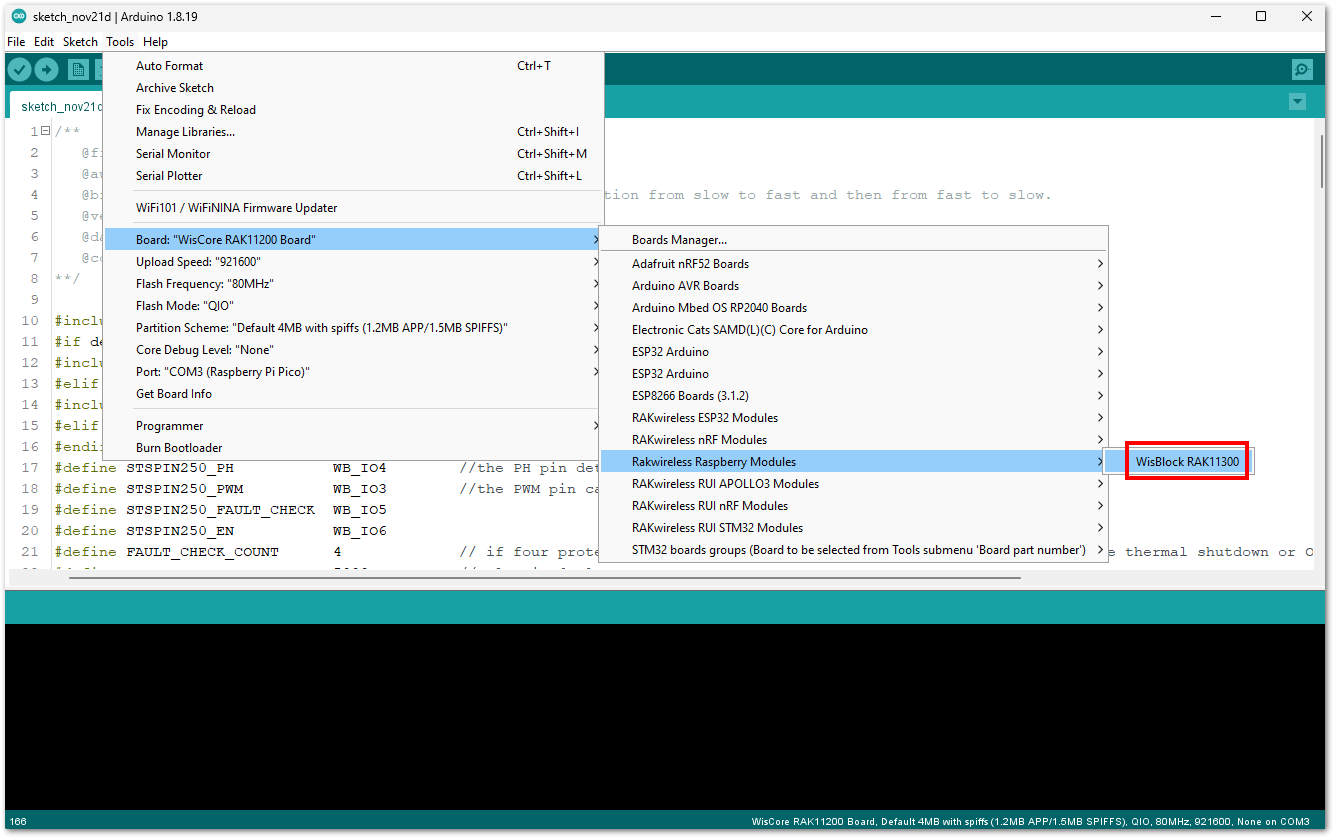 sketch_nov21d | Arduino 1.8.19
File Edit Sketch Tools Help
sketch_nov21d
Auto Format Ctrl+T
Archive Sketch
Fix Encoding & Reload
Manage Libraries... Ctrl+Shift+I
Serial Monitor Ctrl+Shift+M
Serial Plotter Ctrl+Shift+L
WiFi101 / WiFiNINA Firmware Updater
Board: "WisCore RAK11200 Board"
Upload Speed: "921600"
Flash Frequency: "80MHz"
Flash Mode: "QIO"
Partition Scheme: "Default 4MB with spiffs (1.2MB APP/1.5MB SPIFFS)"
Core Debug Level: "None"
Port: "COM3 (Raspberry Pi Pico)"
Get Board Info
Programmer
Burn Bootloader
Boards Manager...
Adafruit nRF52 Boards
Arduino AVR Boards
Arduino Mbed OS RP2040 Boards
Electronic Cats SAMD(L)(C) Core for Arduino
ESP32 Arduino
ESP32 Arduino
ESP8266 Boards (3.1.2)
RAKwireless ESP32 Modules
RAKwireless nRF Modules
Rakwireless Raspberry Modules
RAKwireless RUI APOLLO3 Modules
RAKwireless RUI nRF Modules
RAKwireless RUI STM32 Modules
STM32 boards groups (Board to be selected from Tools submenu 'Board part number')
WisBlock RAK11300
1 /**
2 @fi
3 @au
4 @br tion from slow to fast and then from fast to slow.
5 @ve
6 @da
7 @co
8 **/
9
10 #inclu
11 #if de
12 #inclu
13 #elif
14 #inclu
15 #elif
16 #endi
17 #define STSPIN250_PH WB_IO4 //the PH pin det
18 #define STSPIN250_PWM WB_IO3 //the PWM pin ca
19 #define STSPIN250_FAULT_CHECK WB_IO5
20 #define STSPIN250_EN WB_IO6
21 #define FAULT_CHECK_COUNT 4 // if four prote e thermal shutdown or O
166 WisCore RAK11200 Board, Default 4MB with spiffs (1.2MB APP/1.5MB SPIFFS), QIO, 80MHz, 921600, None on COM3